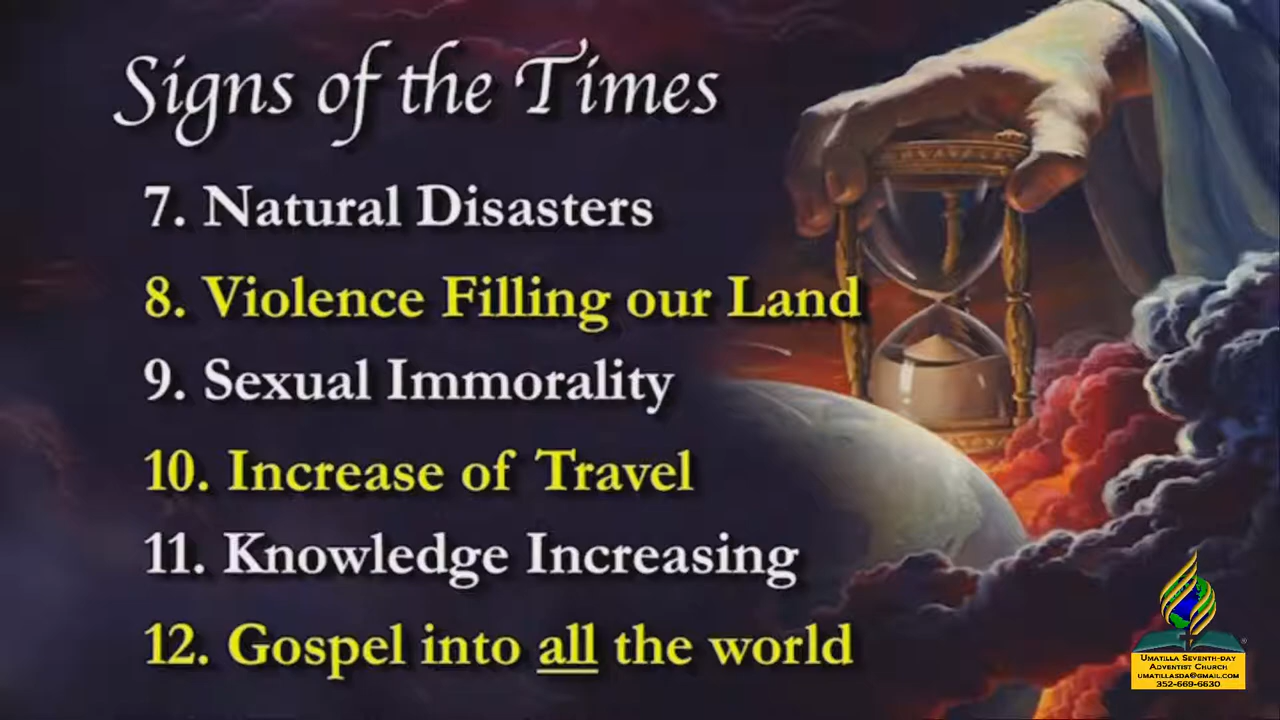 Signs of the Times
7. Natural Disasters
8. Violence Filling our Land
9. Sexual Immorality
10. Increase of Travel
11. Knowledge Increasing
12. Gospel into all the world
UMATILLA SEVENTH-DAY
ADVENTIST CHURCH
UMATILLASDA@GMAIL.COM
352-669-6630